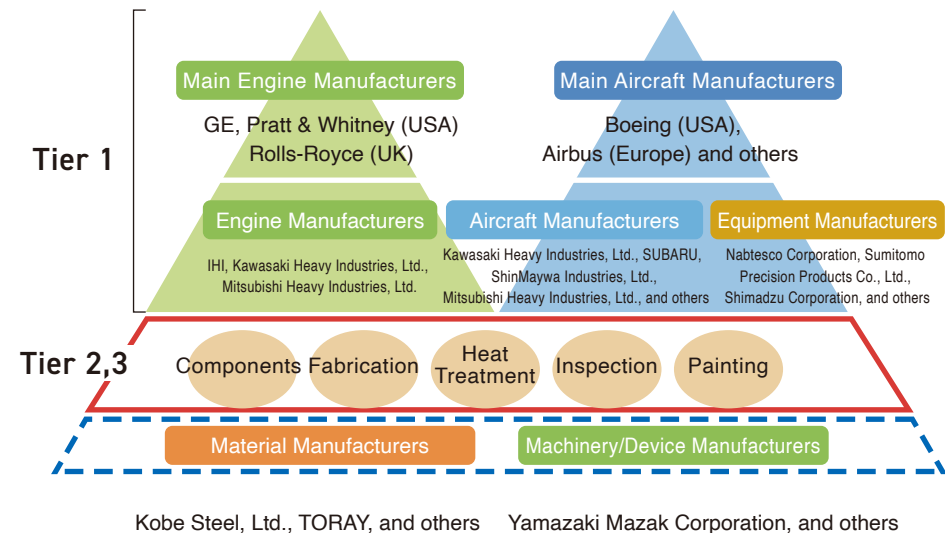 Main Engine Manufacturers
Main Aircraft Manufacturers
GE, Pratt & Whitney (USA)
Rolls-Royce (UK)
Boeing (USA),
Airbus (Europe) and others
Tier 1
Engine Manufacturers
Aircraft Manufacturers
Equipment Manufacturers
IHI, Kawasaki Heavy Industries, Ltd.,
Mitsubishi Heavy Industries, Ltd.
Kawasaki Heavy Industries, Ltd., SUBARU,
ShinMaywa Industries, Ltd.,
Mitsubishi Heavy Industries, Ltd., and others
Nabtesco Corporation, Sumitomo
Precision Products Co., Ltd.,
Shimadzu Corporation, and others
Tier 2,3
Components
Fabrication
Heat
Treatment
Inspection
Painting
Material Manufacturers
Machinery/Device Manufacturers
Kobe Steel, Ltd., TORAY, and others
Yamazaki Mazak Corporation, and others